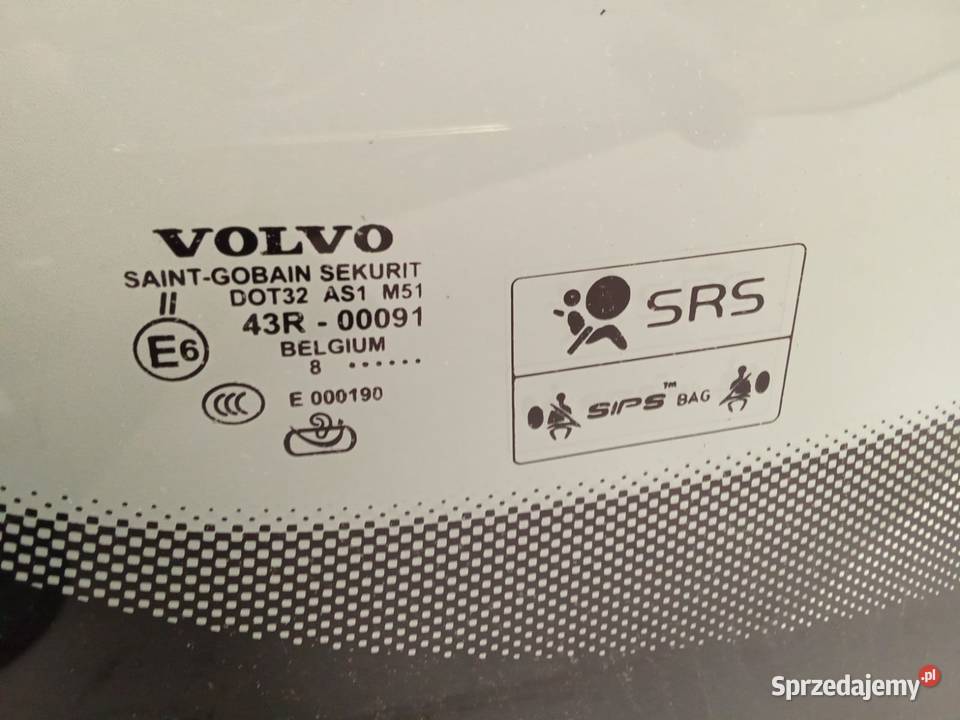 VOLVO
SAINT-GOBAIN SEKURIT
II DOT32 AS1 M51
43R - 00091
E6
BELGIUM
8 ······
CCC E 000190
SRS
SIPS™ BAG
Sprzedajemy.pl